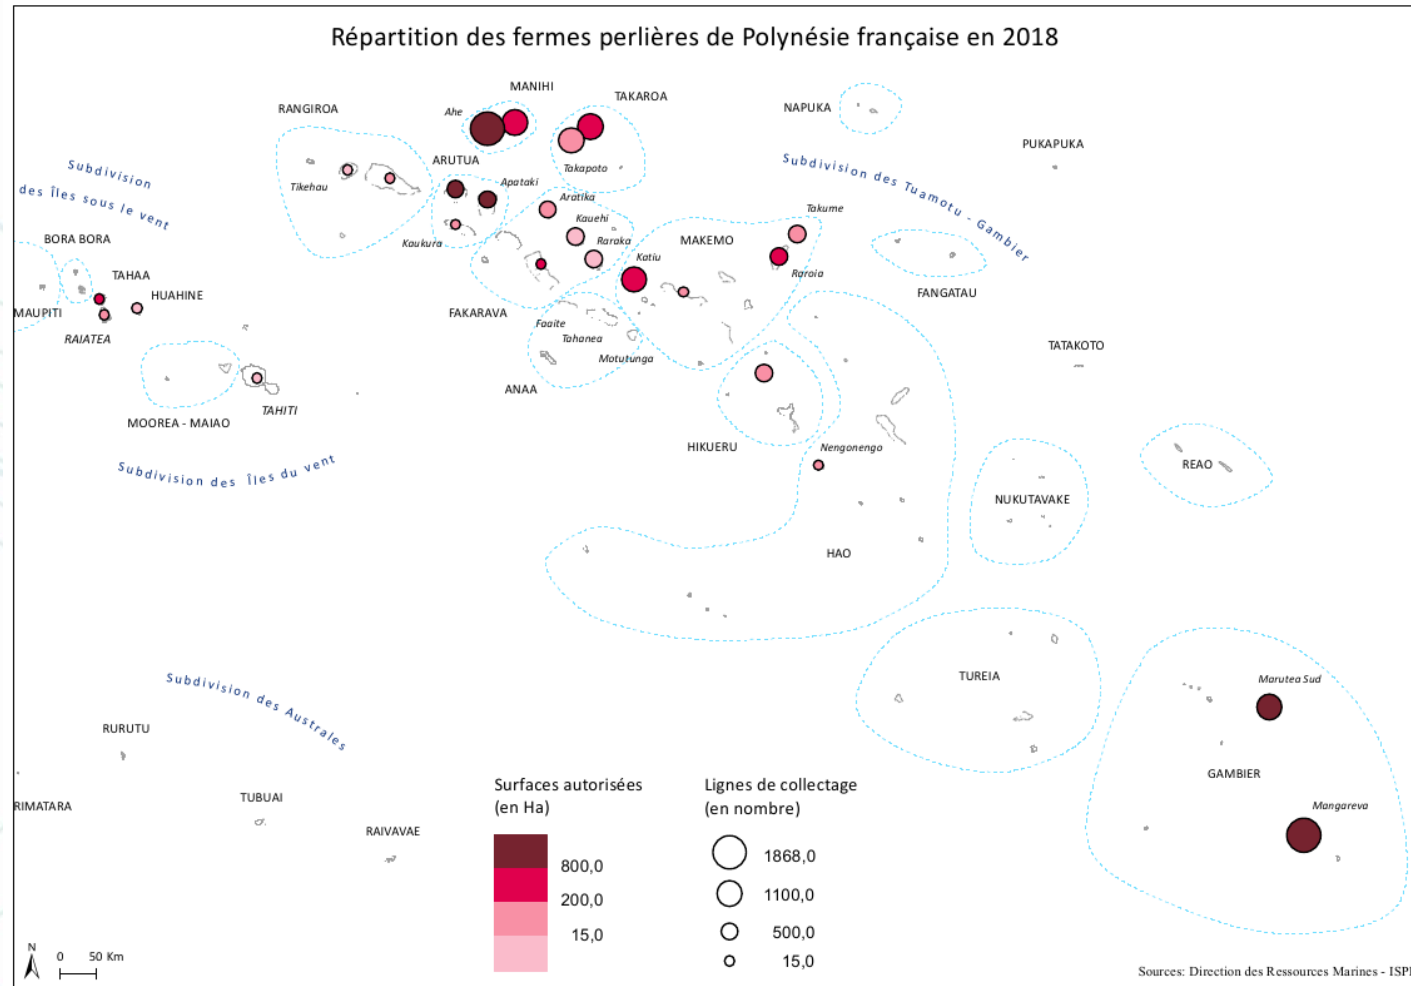 Répartition des fermes perlières de Polynésie française en 2018
MANIHI
TAKAROA
RANGIROA
Ahe
NAPUKA
PUKAPUKA
ARUTUA
Takapoto
Subdivision des Tuamotu - Gambier
Subdivision
des Îles sous le vent
Tikehau
Apataki
Aratika
Takume
Kauehi
Kaukura
Raraka
MAKEMO
BORA BORA
Katiu
Raroia
TAHAA
HUAHINE
FANGATAU
MAUPITI
FAKARAVA
RAIATEA
Faaite
Tahanea
Motutunga
TATAKOTO
ANAA
TAHITI
MOOREA - MAIAO
HIKUERU
Nengonengo
Subdivision des Îles du vent
REAO
NUKUTAVAKE
HAO
TUREIA
Marutea Sud
Subdivision des Australes
RURUTU
GAMBIER
Surfaces autorisées
(en Ha)
800,0
200,0
15,0
Lignes de collectage
(en nombre)
1868,0
1100,0
500,0
15,0
TUBUAI
RIMATARA
Mangareva
RAIVAVAE
N
0 50 Km
Sources: Direction des Ressources Marines - ISPF